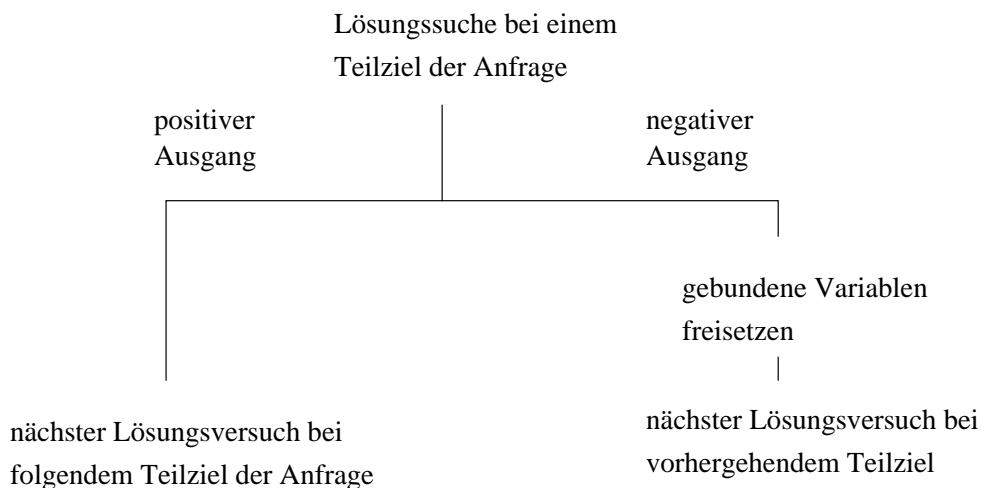 Lösungssuche bei einem
Teilziel der Anfrage
positiver
Ausgang
negativer
Ausgang
gebundene Variablen
freisetzen
nächster Lösungsversuch bei
folgendem Teilziel der Anfrage
nächster Lösungsversuch bei
vorhergehendem Teilziel